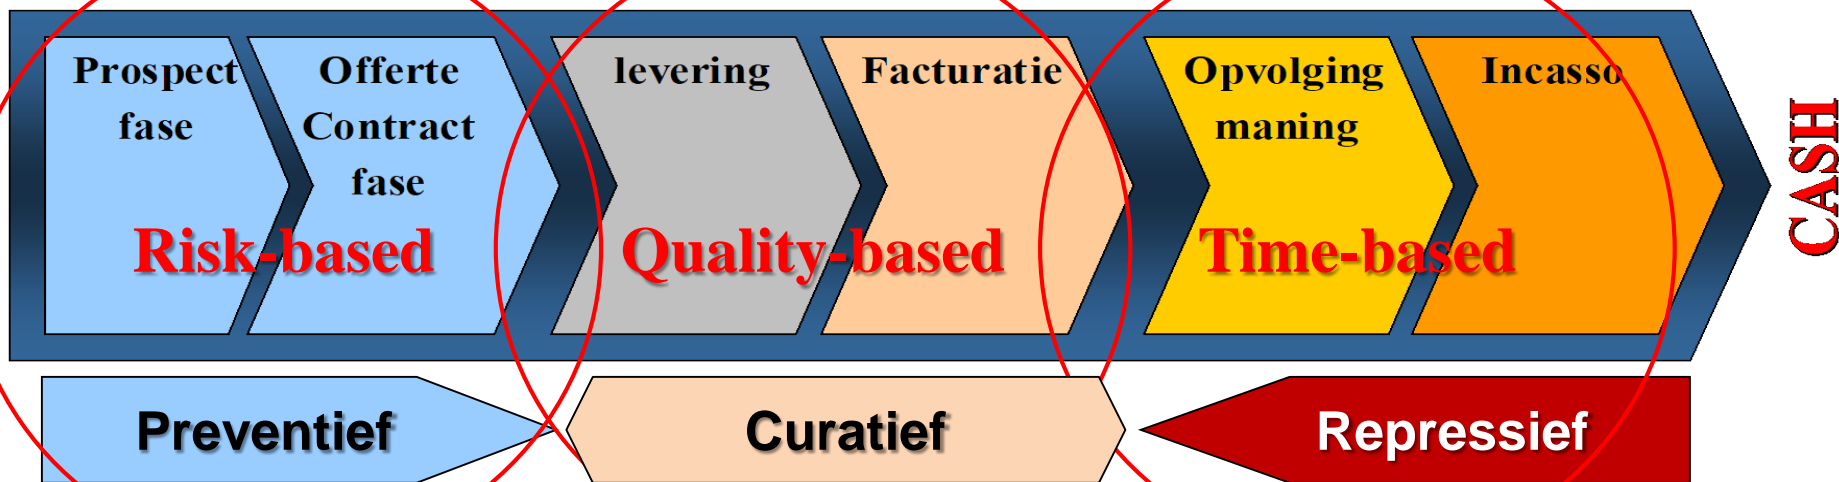 Prospect
fase
Offerte
Contract
fase
levering
Facturatie
Opvolging
maning
Incasso
Risk-based
Quality-based
Time-based
CASH
Preventief
Curatief
Repressief